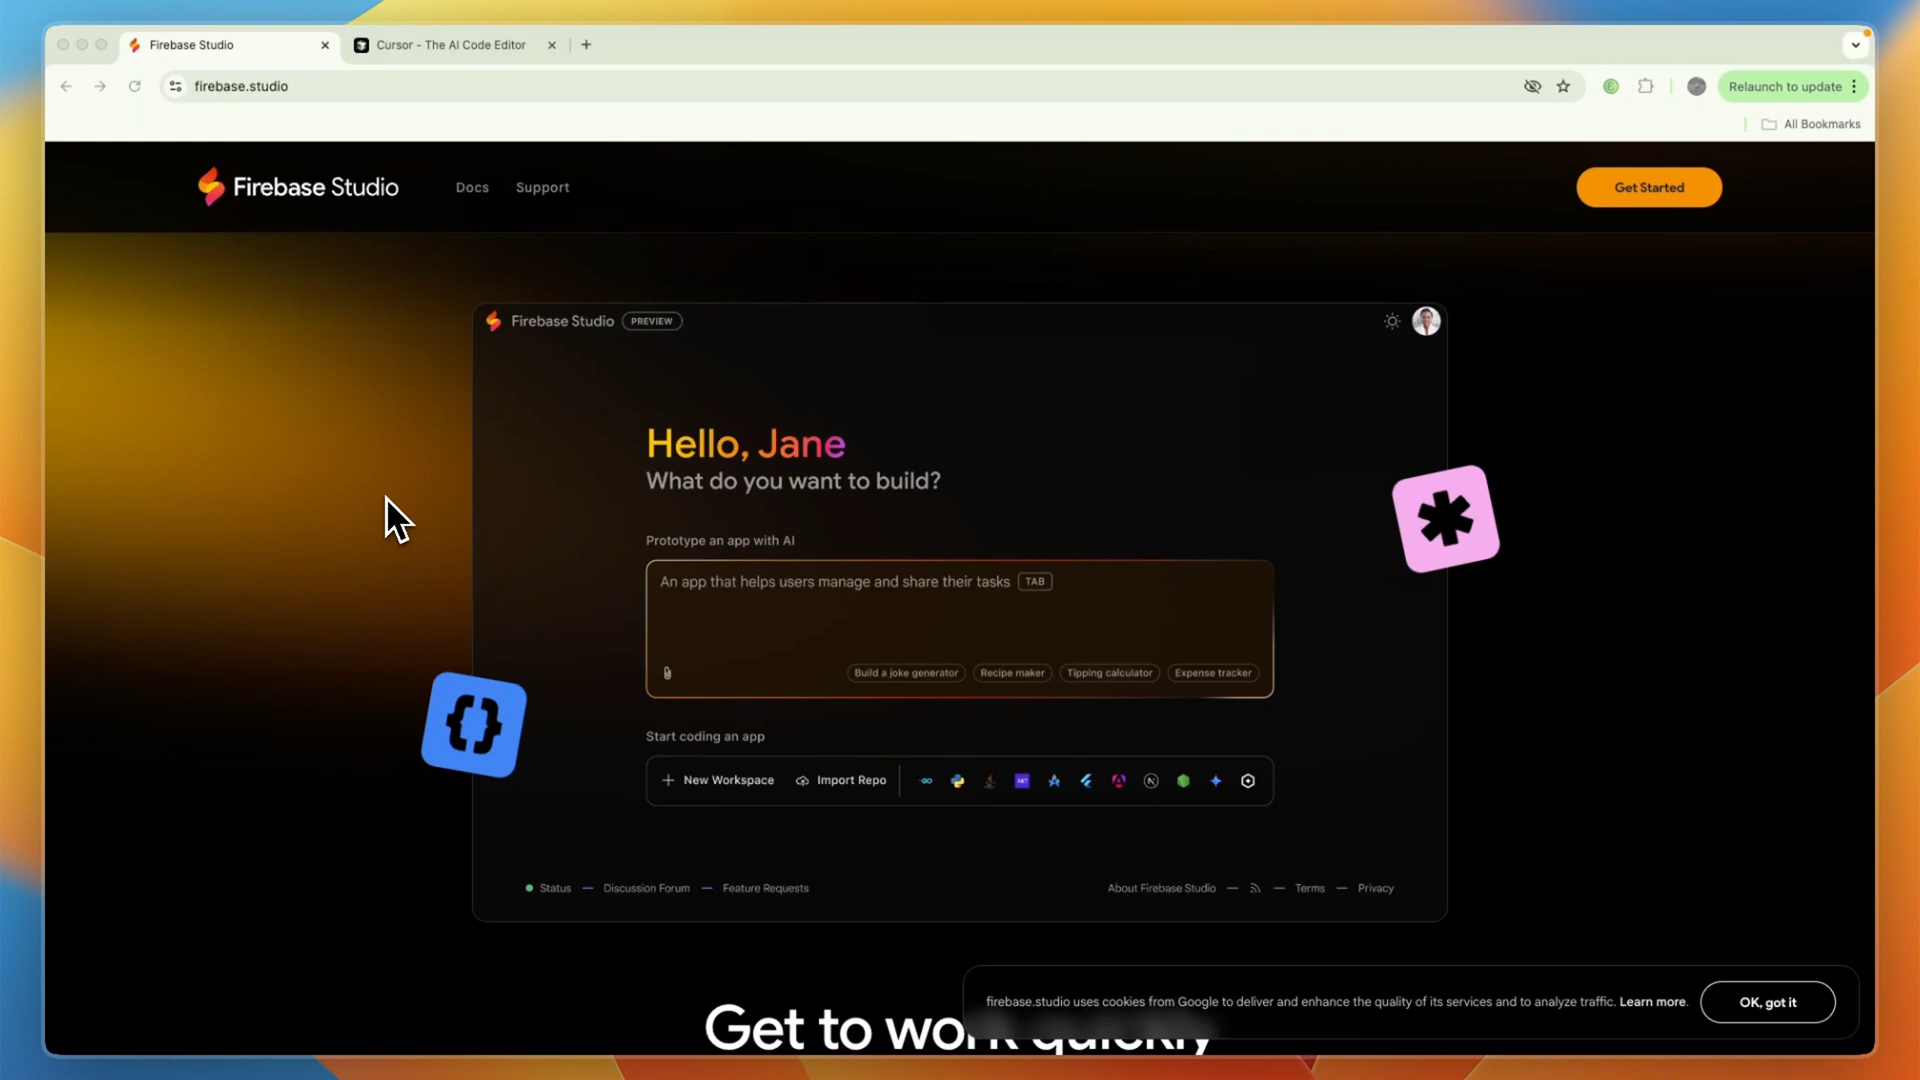 Firebase Studio
Cursor - The AI Code Editor
firebase.studio
Relaunch to update
All Bookmarks
Firebase Studio
Docs
Support
Get Started
Firebase Studio
PREVIEW
Hello, Jane
What do you want to build?
Prototype an app with AI
An app that helps users manage and share their tasks TAB
Build a joke generator
Recipe maker
Tipping calculator
Expense tracker
Start coding an app
New Workspace
Import Repo
.NET
Status — Discussion Forum — Feature Requests
About Firebase Studio — — Terms — Privacy
firebase.studio uses cookies from Google to deliver and enhance the quality of its services and to analyze traffic. Learn more.
OK, got it
Get to work quickly